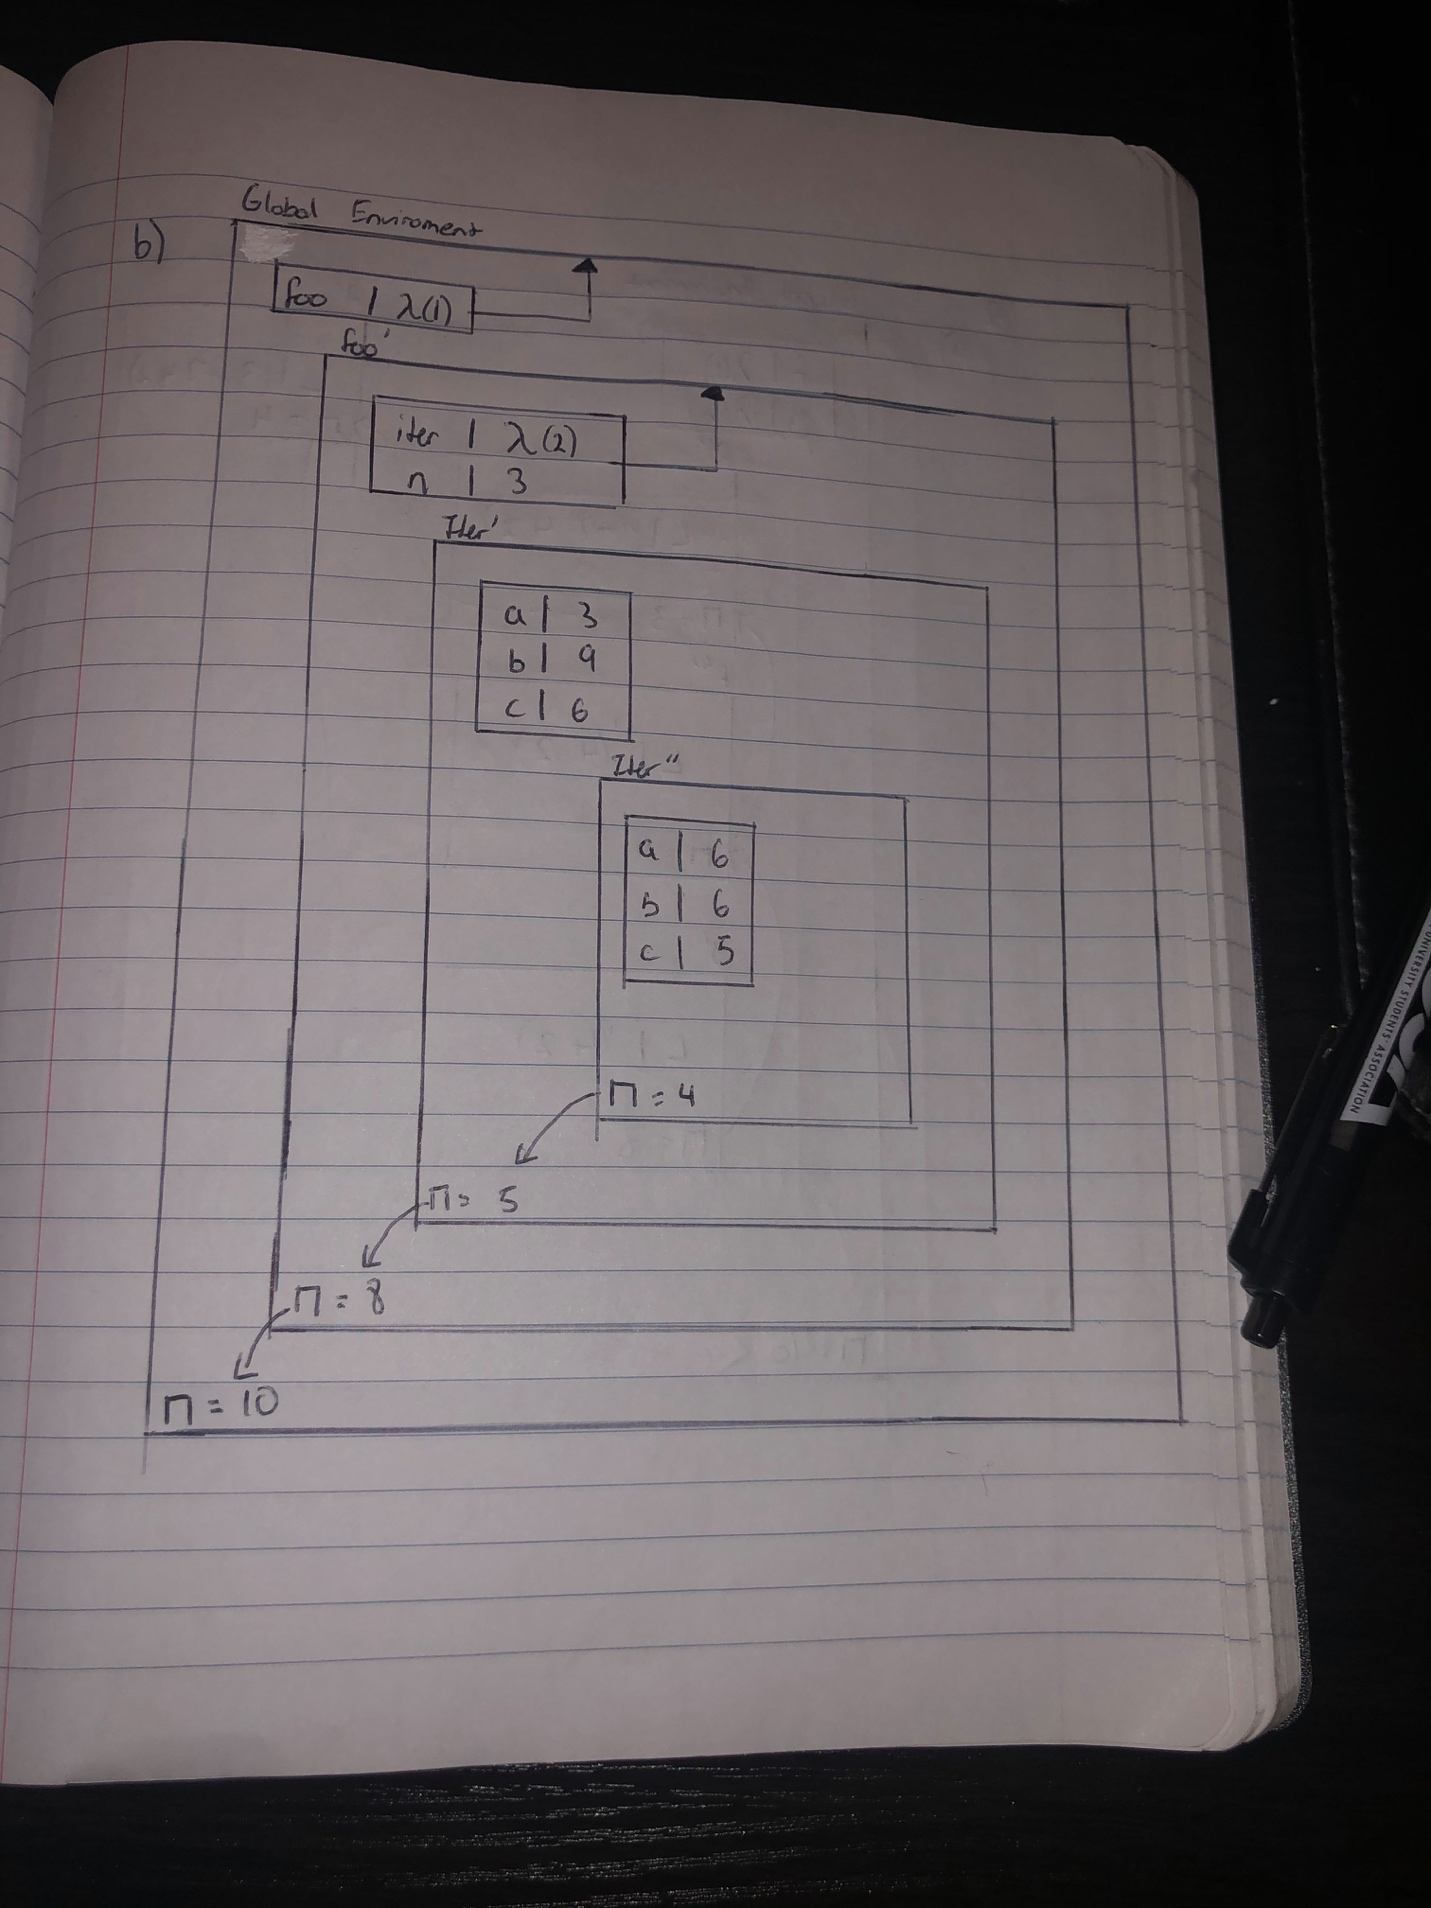 Global Enviroment
b)
foo | λ(1)
foo'
iter | λ(2)
n | 3
Iter'
a | 3
b | 9
c | 6
Iter"
a | 6
b | 6
c | 5
Π = 4
Π = 5
Π = 8
Π = 10
UNIVERSITY STUDENTS' ASSOCIATION